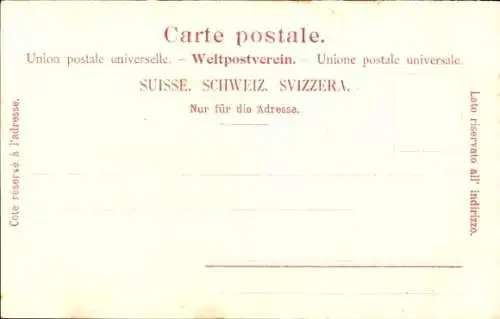 Carte postale.
Union postale universelle. – Weltpostverein. – Unione postale universale.
SUISSE. SCHWEIZ. SVIZZERA.
Nur für die Adresse.
Côté réservé à l'adresse.
Lato riservato all' indirizzo.